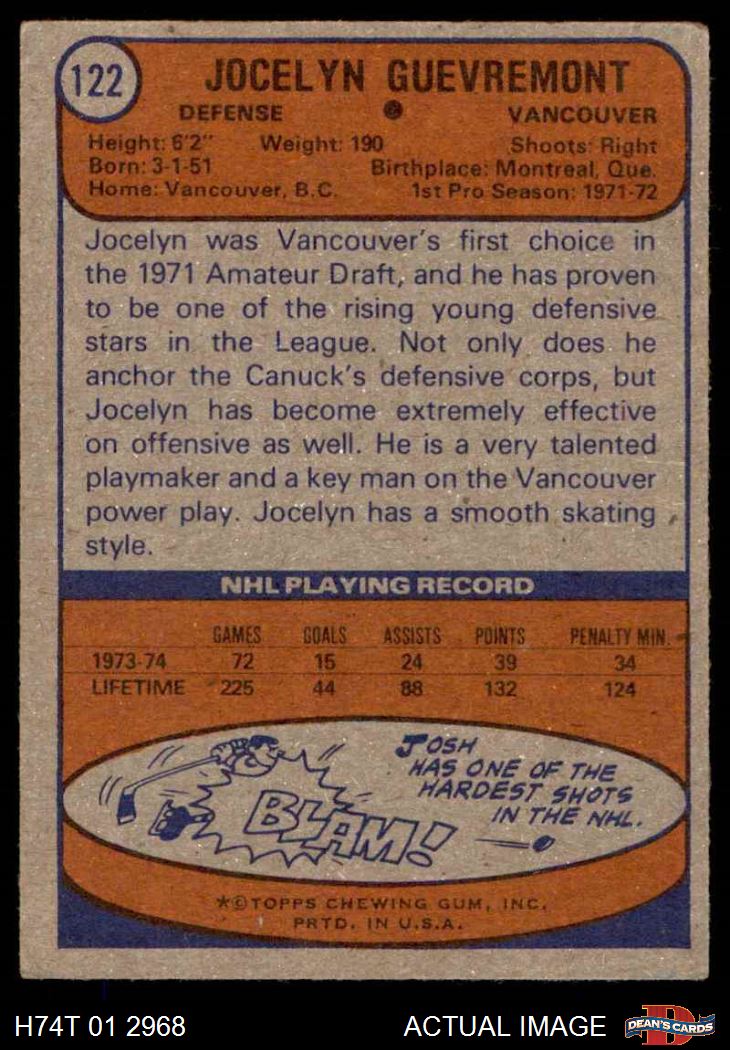 122
JOCELYN GUEVREMONT
DEFENSE VANCOUVER
Height: 6'2" Weight: 190 Shoots: Right
Born: 3-1-51 Birthplace: Montreal, Que.
Home: Vancouver, B.C. 1st Pro Season: 1971-72
Jocelyn was Vancouver's first choice in
the 1971 Amateur Draft, and he has proven
to be one of the rising young defensive
stars in the League. Not only does he
anchor the Canuck's defensive corps, but
Jocelyn has become extremely effective
on offensive as well. He is a very talented
playmaker and a key man on the Vancouver
power play. Jocelyn has a smooth skating
style.
NHL PLAYING RECORD
GAMES GOALS ASSISTS POINTS PENALTY MIN.
1973-74 72 15 24 39 34
LIFETIME 225 44 88 132 124
JOSH
HAS ONE OF THE
HARDEST SHOTS
IN THE NHL.
BLAM!
*©TOPPS CHEWING GUM, INC.
PRTD. IN U.S.A.
H74T 01 2968 ACTUAL IMAGE
D
DEAN'S CARDS